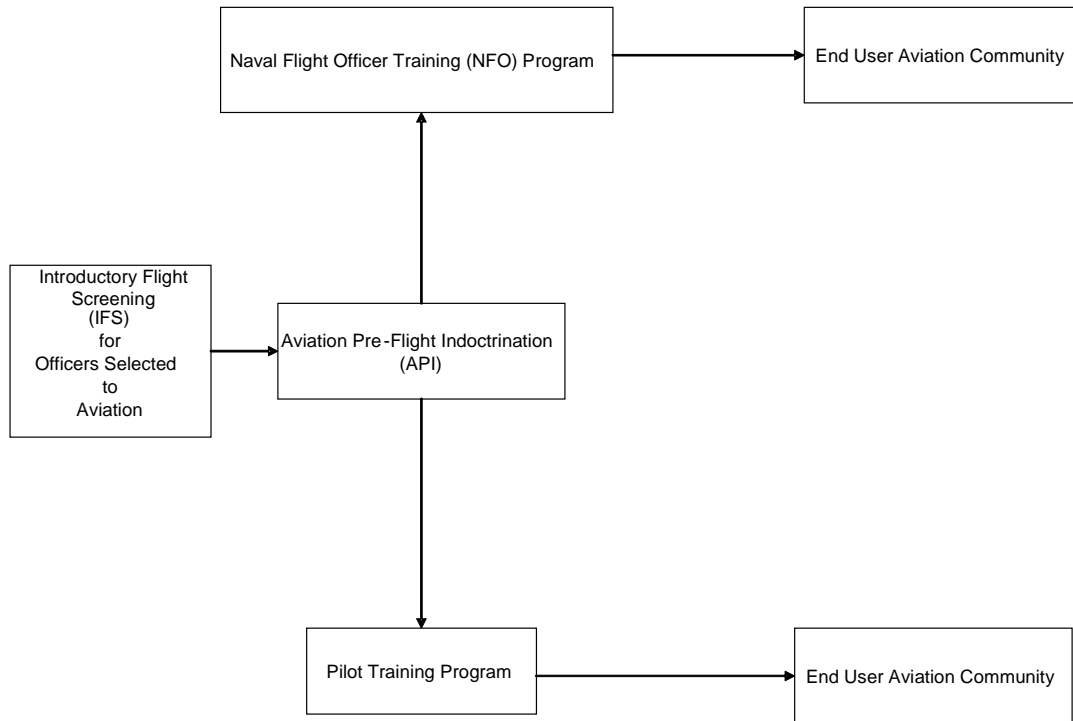 Naval Flight Officer Training (NFO) Program
End User Aviation Community
Introductory Flight
Screening
(IFS)
for
Officers Selected
to
Aviation
Aviation Pre-Flight Indoctrination
(API)
Pilot Training Program
End User Aviation Community